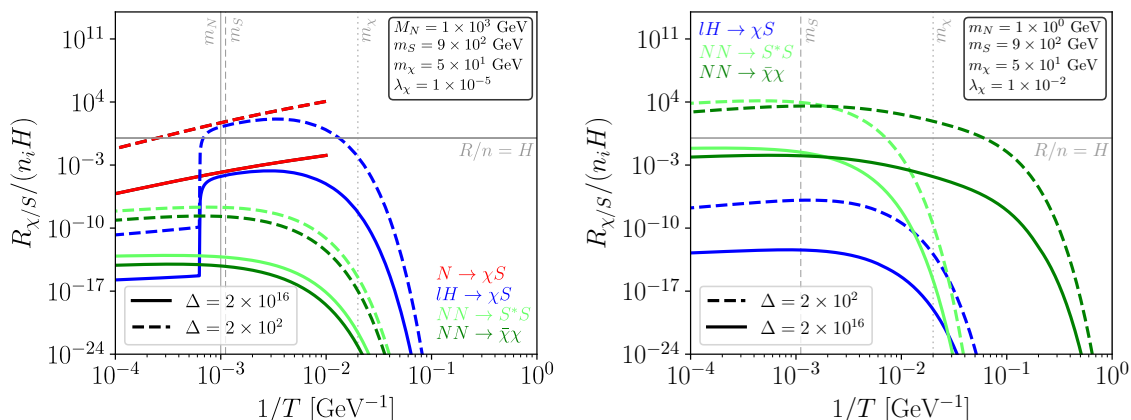 10^{11}
10^{4}
10^{-3}
10^{-10}
10^{-17}
10^{-24}
R_{χ/S}/(n_i H)
m_N
m_S
m_χ
M_N = 1 × 10^3 GeV
m_S = 9 × 10^2 GeV
m_χ = 5 × 10^1 GeV
λ_χ = 1 × 10^{-5}
R/n = H
N → χS
lH → χS
NN → S^*S
NN → χ̄χ
Δ = 2 × 10^{16}
Δ = 2 × 10^2
10^{-4}
10^{-3}
10^{-2}
10^{-1}
10^0
1/T [GeV^{-1}]
10^{11}
10^{4}
10^{-3}
10^{-10}
10^{-17}
10^{-24}
R_{χ/S}/(n_i H)
lH → χS
NN → S^*S
NN → χ̄χ
m_S
m_χ
m_N = 1 × 10^0 GeV
m_S = 9 × 10^2 GeV
m_χ = 5 × 10^1 GeV
λ_χ = 1 × 10^{-2}
R/n = H
Δ = 2 × 10^2
Δ = 2 × 10^{16}
10^{-4}
10^{-3}
10^{-2}
10^{-1}
10^0
1/T [GeV^{-1}]